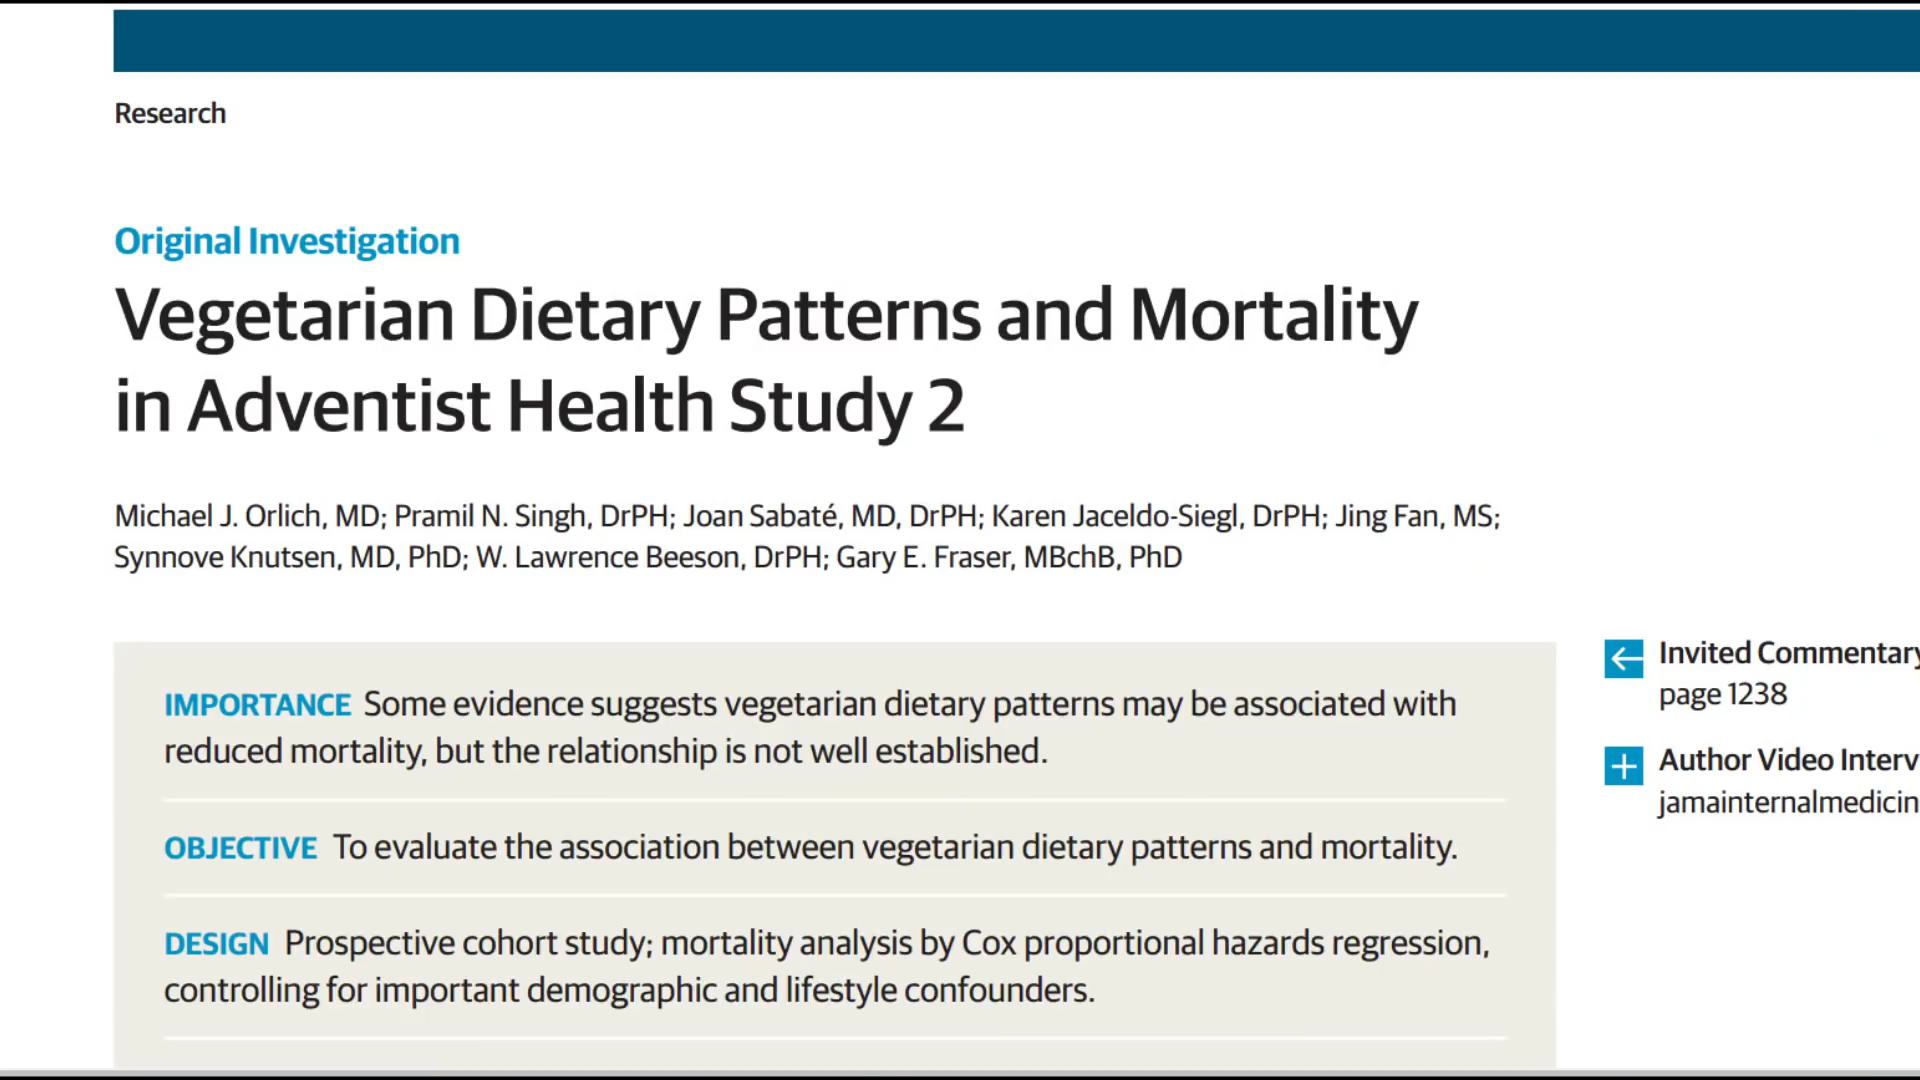 Research
Original Investigation
Vegetarian Dietary Patterns and Mortality
in Adventist Health Study 2
Michael J. Orlich, MD; Pramil N. Singh, DrPH; Joan Sabaté, MD, DrPH; Karen Jaceldo-Siegl, DrPH; Jing Fan, MS;
Synnove Knutsen, MD, PhD; W. Lawrence Beeson, DrPH; Gary E. Fraser, MBchB, PhD
IMPORTANCE Some evidence suggests vegetarian dietary patterns may be associated with
reduced mortality, but the relationship is not well established.
OBJECTIVE To evaluate the association between vegetarian dietary patterns and mortality.
DESIGN Prospective cohort study; mortality analysis by Cox proportional hazards regression,
controlling for important demographic and lifestyle confounders.
Invited Commentary
page 1238
Author Video Interv
jamainternalmedicin